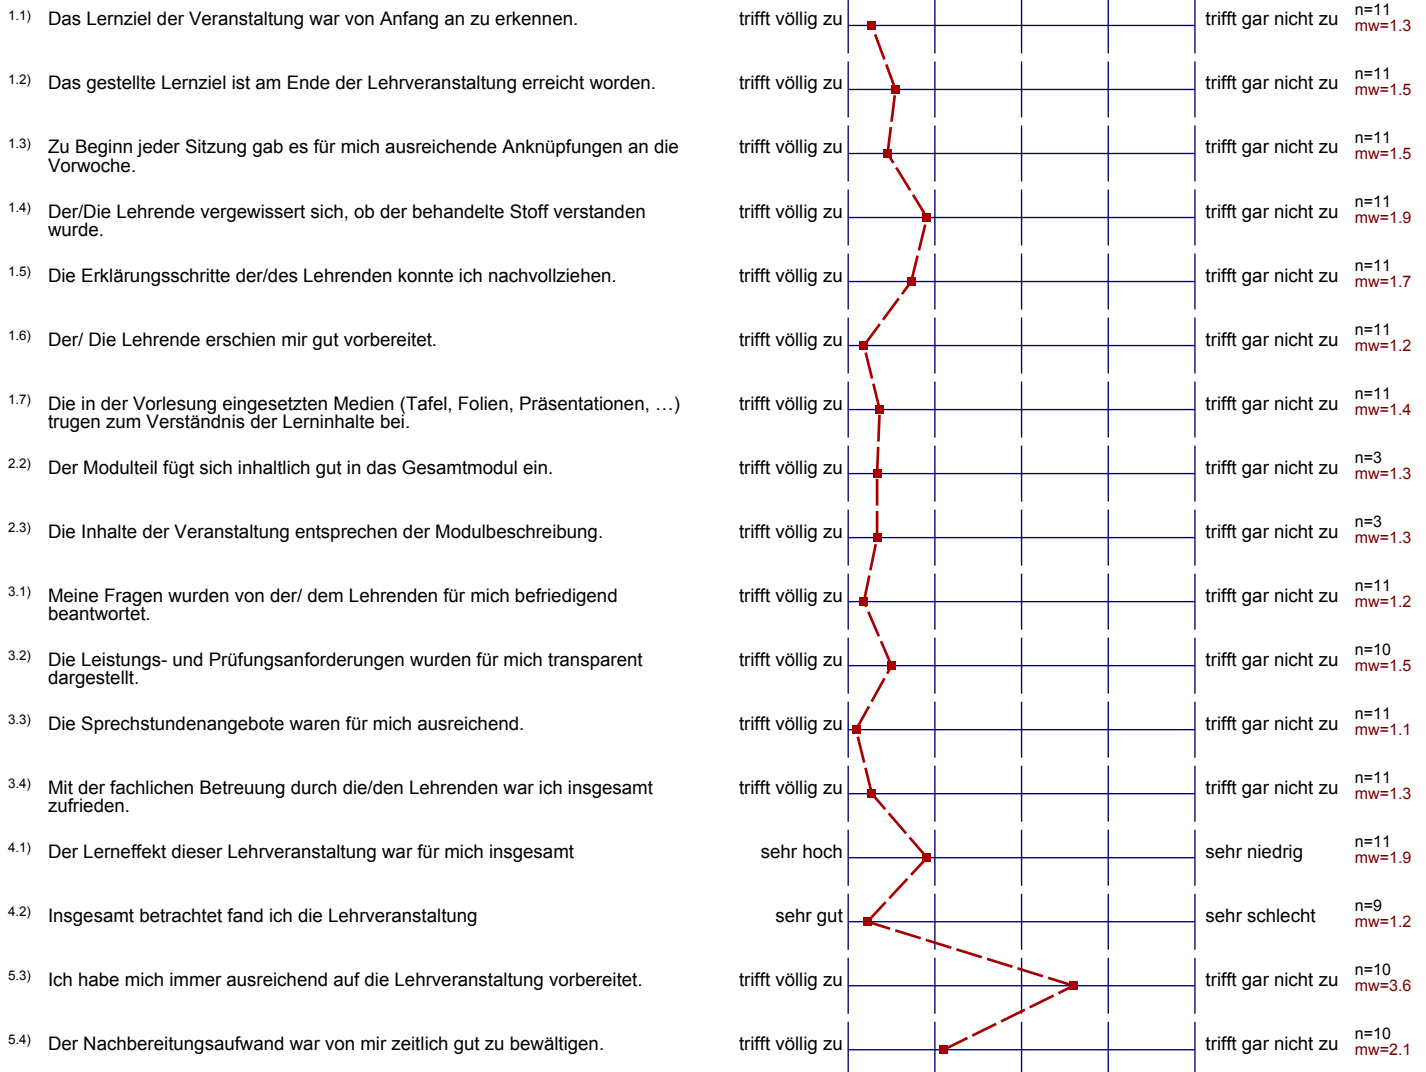 1.1) Das Lernziel der Veranstaltung war von Anfang an zu erkennen. trifft völlig zu trifft gar nicht zu n=11
mw=1.3
1.2) Das gestellte Lernziel ist am Ende der Lehrveranstaltung erreicht worden. trifft völlig zu trifft gar nicht zu n=11
mw=1.5
1.3) Zu Beginn jeder Sitzung gab es für mich ausreichende Anknüpfungen an die trifft völlig zu trifft gar nicht zu n=11
Vorwoche. mw=1.5
1.4) Der/Die Lehrende vergewissert sich, ob der behandelte Stoff verstanden trifft völlig zu trifft gar nicht zu n=11
wurde. mw=1.9
1.5) Die Erklärungsschritte der/des Lehrenden konnte ich nachvollziehen. trifft völlig zu trifft gar nicht zu n=11
mw=1.7
1.6) Der/ Die Lehrende erschien mir gut vorbereitet. trifft völlig zu trifft gar nicht zu n=11
mw=1.2
1.7) Die in der Vorlesung eingesetzten Medien (Tafel, Folien, Präsentationen, …) trifft völlig zu trifft gar nicht zu n=11
trugen zum Verständnis der Lerninhalte bei. mw=1.4
2.2) Der Modulteil fügt sich inhaltlich gut in das Gesamtmodul ein. trifft völlig zu trifft gar nicht zu n=3
mw=1.3
2.3) Die Inhalte der Veranstaltung entsprechen der Modulbeschreibung. trifft völlig zu trifft gar nicht zu n=3
mw=1.3
3.1) Meine Fragen wurden von der/ dem Lehrenden für mich befriedigend trifft völlig zu trifft gar nicht zu n=11
beantwortet. mw=1.2
3.2) Die Leistungs- und Prüfungsanforderungen wurden für mich transparent trifft völlig zu trifft gar nicht zu n=10
dargestellt. mw=1.5
3.3) Die Sprechstundenangebote waren für mich ausreichend. trifft völlig zu trifft gar nicht zu n=11
mw=1.1
3.4) Mit der fachlichen Betreuung durch die/den Lehrenden war ich insgesamt trifft völlig zu trifft gar nicht zu n=11
zufrieden. mw=1.3
4.1) Der Lerneffekt dieser Lehrveranstaltung war für mich insgesamt sehr hoch sehr niedrig n=11
mw=1.9
4.2) Insgesamt betrachtet fand ich die Lehrveranstaltung sehr gut sehr schlecht n=9
mw=1.2
5.3) Ich habe mich immer ausreichend auf die Lehrveranstaltung vorbereitet. trifft völlig zu trifft gar nicht zu n=10
mw=3.6
5.4) Der Nachbereitungsaufwand war von mir zeitlich gut zu bewältigen. trifft völlig zu trifft gar nicht zu n=10
mw=2.1